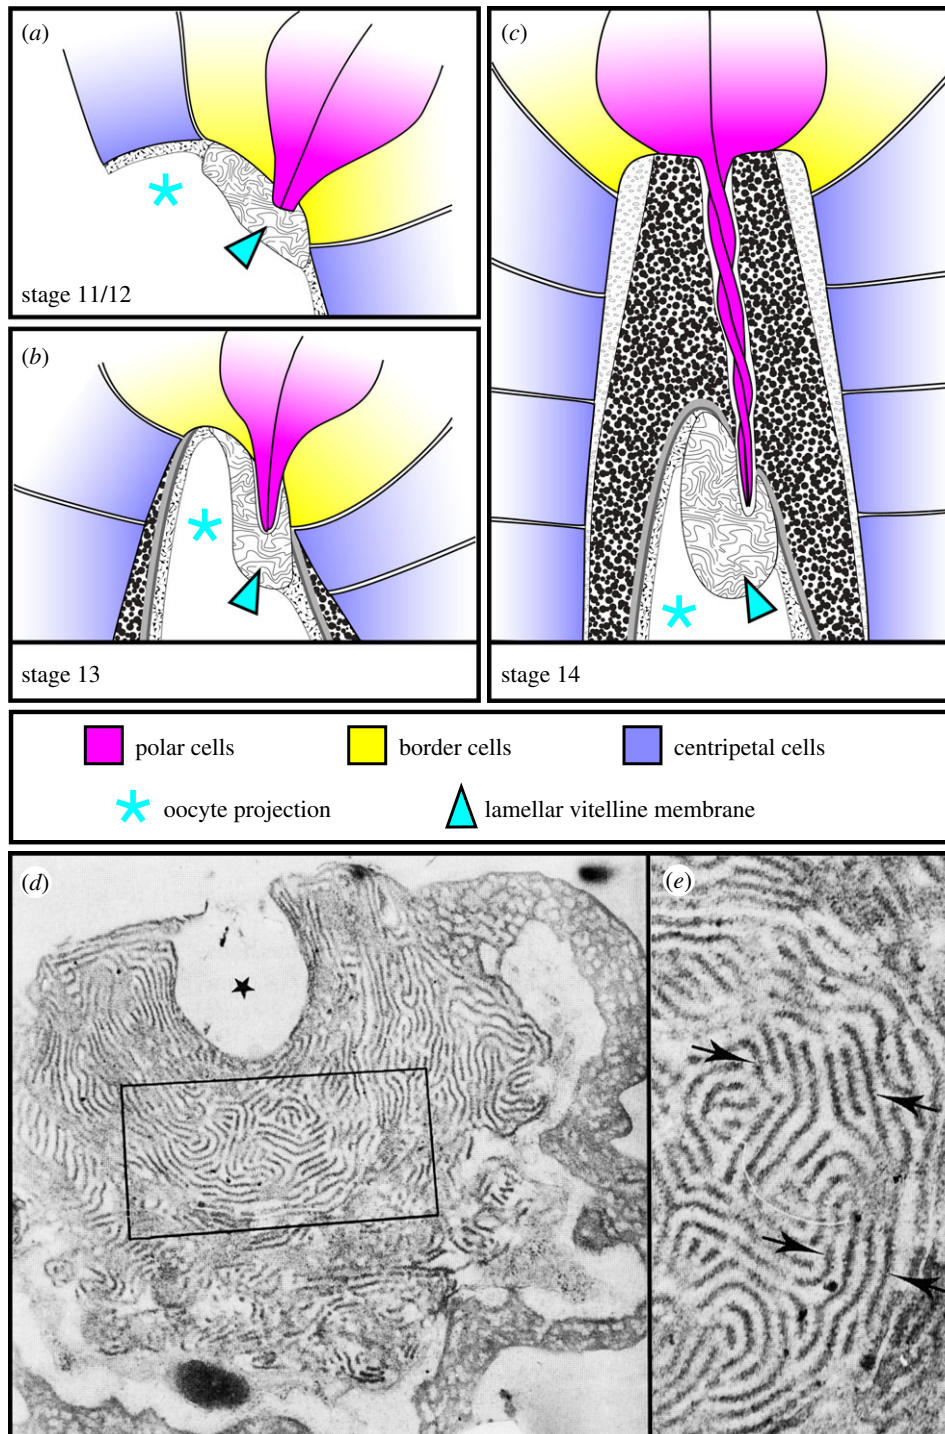 (a)
stage 11/12
(b)
stage 13
(c)
stage 14
polar cells
border cells
centripetal cells
oocyte projection
lamellar vitelline membrane
(d)
(e)